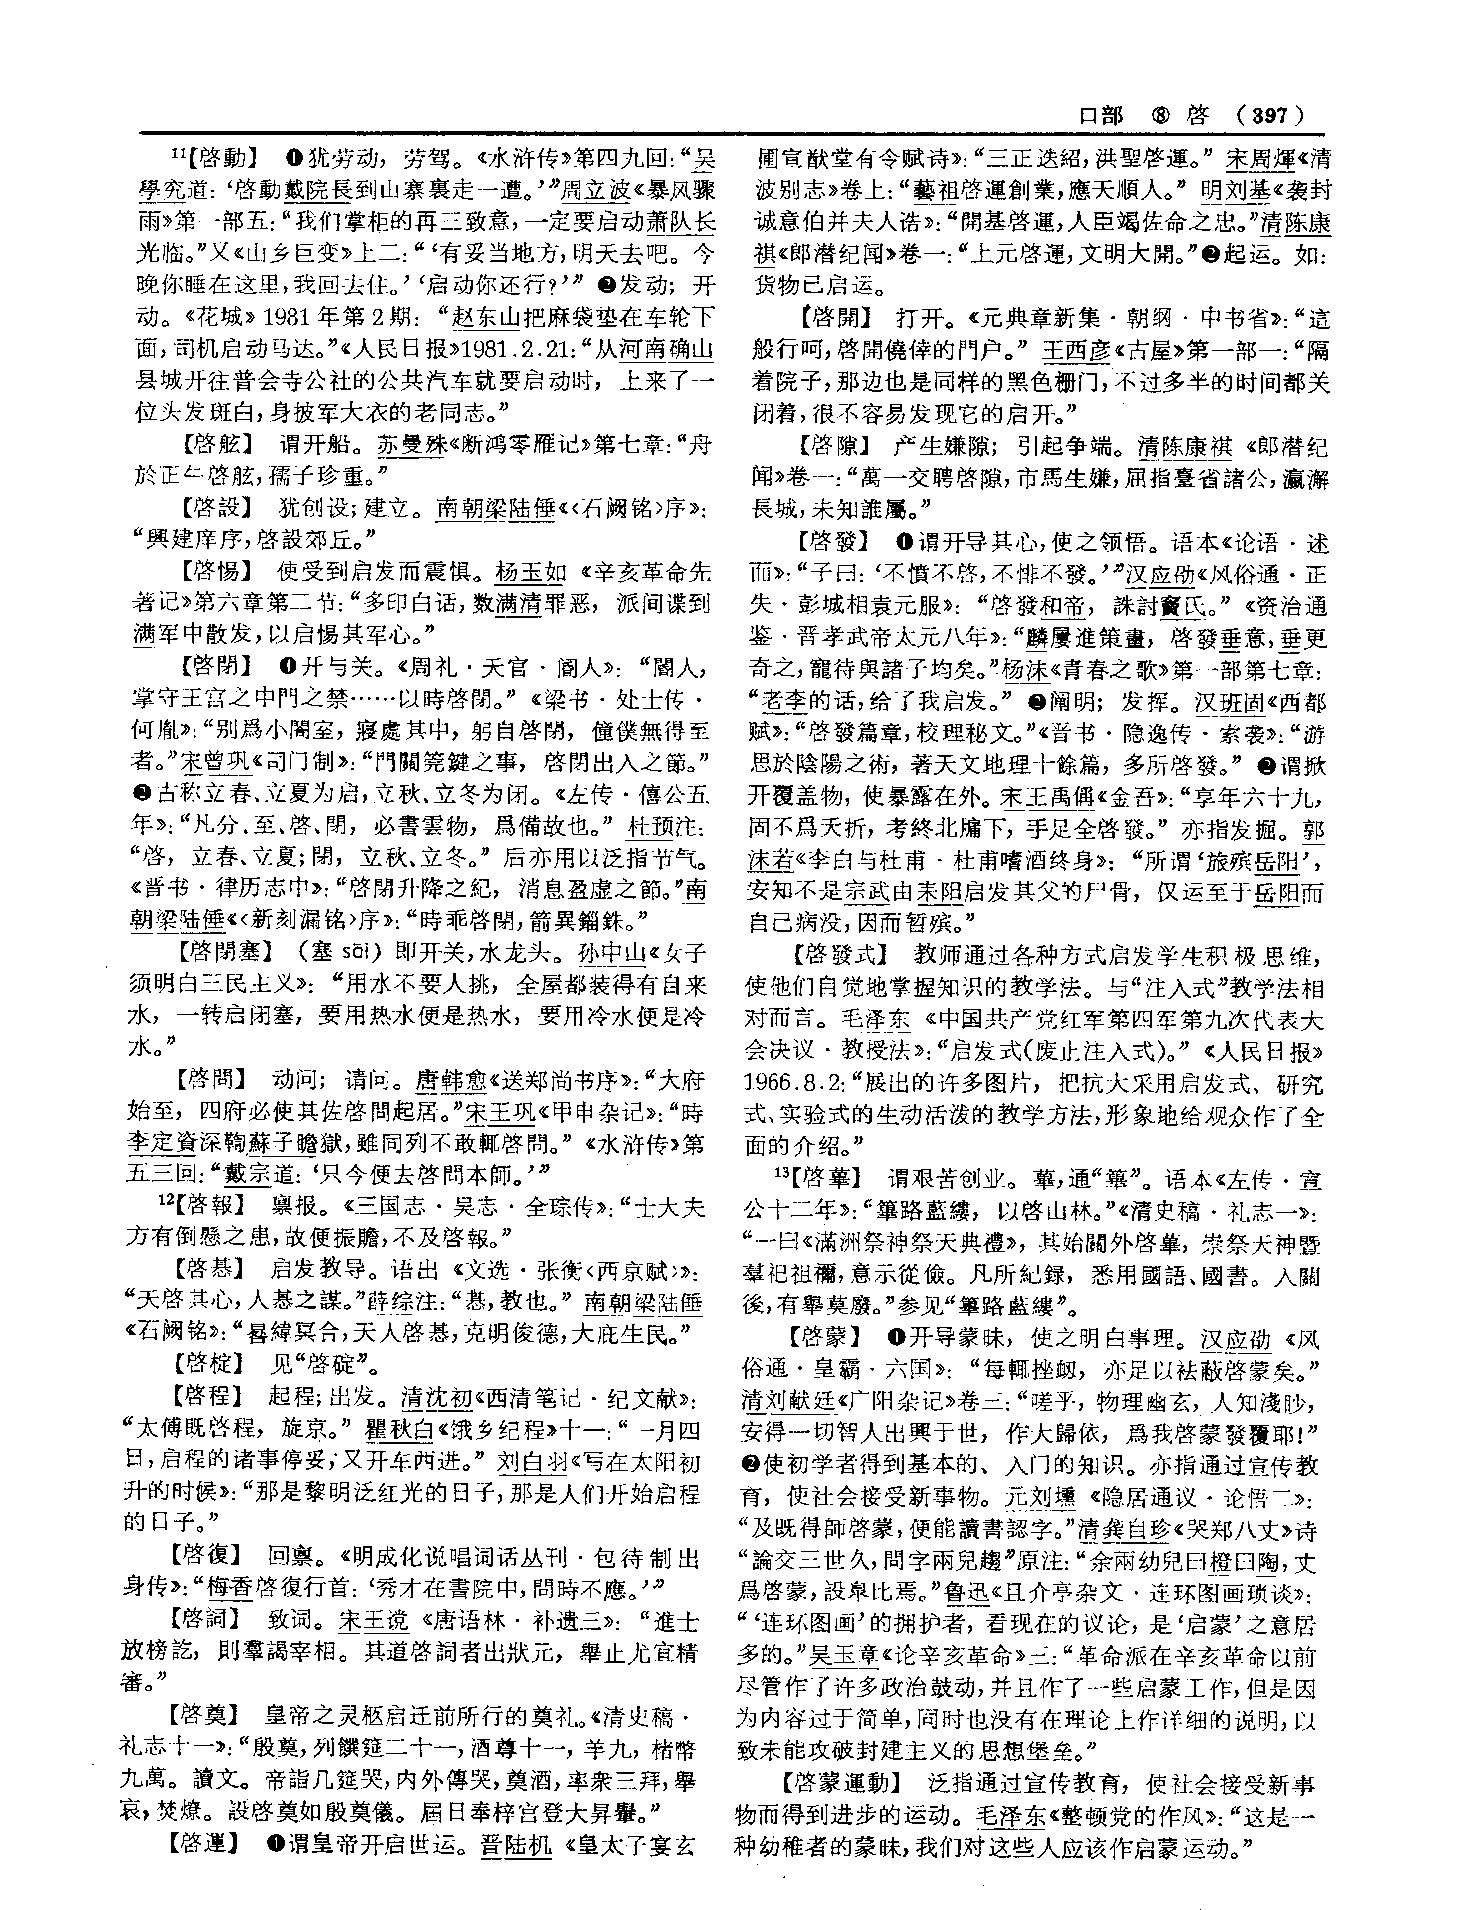 口部 ⑧ 啓 （397）
¹¹【啓動】 ❶犹劳动，劳驾。《水浒传》第四九回：“吴
學究道：‘啓動戴院長到山寨裏走一遭。’”周立波《暴风骤
雨》第一部五：“我们掌柜的再三致意，一定要启动萧队长
光临。”又《山乡巨变》上二：“‘有妥当地方，明天去吧。今
晚你睡在这里，我回去住。’‘启动你还行？’” ❷发动；开
动。《花城》1981年第2期：“赵东山把麻袋垫在车轮下
面，司机启动马达。”《人民日报》1981.2.21：“从河南确山
县城开往普会寺公社的公共汽车就要启动时，上来了一
位头发斑白，身披军大衣的老同志。”
【啓舷】 谓开船。苏曼殊《断鸿零雁记》第七章：“舟
於正午啓舷，孺子珍重。”
【啓設】 犹创设；建立。南朝梁陆倕《〈石阙铭〉序》：
“興建庠序，啓設郊丘。”
【啓惕】 使受到启发而震惧。杨玉如《辛亥革命先
著记》第六章第二节：“多印白话，数满清罪恶，派间谍到
满军中散发，以启惕其军心。”
【啓閉】 ❶开与关。《周礼·天官·阍人》：“閽人，
掌守王宫之中門之禁……以時啓閉。”《梁书·处士传·
何胤》：“别爲小閣室，寢處其中，躬自啓閉，僮僕無得至
者。”宋曾巩《司门制》：“門關筦鍵之事，啓閉出入之節。”
❷古称立春、立夏为启，立秋、立冬为闭。《左传·僖公五
年》：“凡分、至、啓、閉，必書雲物，爲備故也。”杜预注：
“啓，立春、立夏；閉，立秋、立冬。”后亦用以泛指节气。
《晋书·律历志中》：“啓閉升降之紀，消息盈虚之節。”南
朝梁陆倕《〈新刻漏铭〉序》：“時乖啓閉，箭異錙銖。”
【啓閉塞】 （塞 sāi）即开关，水龙头。孙中山《女子
须明白三民主义》：“用水不要人挑，全屋都装得有自来
水，一转启闭塞，要用热水便是热水，要用冷水便是冷
水。”
【啓問】 动问；请问。唐韩愈《送郑尚书序》：“大府
始至，四府必使其佐啓問起居。”宋王巩《甲申杂记》：“時
李定資深鞫蘇子瞻獄，雖同列不敢輒啓問。”《水浒传》第
五三回：“戴宗道：‘只今便去啓問本師。’”
¹²【啓報】 禀报。《三国志·吴志·全琮传》：“士大夫
方有倒懸之患，故便振贍，不及啓報。”
【啓惎】 启发教导。语出《文选·张衡〈西京赋〉》：
“天啓其心，人惎之謀。”薛综注：“惎，教也。”南朝梁陆倕
《石阙铭》：“晷緯冥合，天人啓惎，克明俊德，大庇生民。”
【啓椗】 见“啓碇”。
【啓程】 起程；出发。清沈初《西清笔记·纪文献》：
“太傅既啓程，旋京。”瞿秋白《饿乡纪程》十一：“一月四
日，启程的诸事停妥；又开车西进。”刘白羽《写在太阳初
升的时候》：“那是黎明泛红光的日子，那是人们开始启程
的日子。”
【啓復】 回禀。《明成化说唱词话丛刊·包待制出
身传》：“梅香啓復行首：‘秀才在書院中，問時不應。’”
【啓詞】 致词。宋王谠《唐语林·补遗三》：“進士
放榜訖，則羣謁宰相。其道啓詞者出狀元，舉止尤宜精
審。”
【啓奠】 皇帝之灵柩启迁前所行的奠礼。《清史稿·
礼志十一》：“殷奠，列饌筵二十一，酒尊十一，羊九，楮幣
九萬。讀文。帝詣几筵哭，内外傳哭，奠酒，率衆三拜，舉
哀，焚燎。設啓奠如殷奠儀。届日奉梓宫登大昇轝。”
【啓運】 ❶谓皇帝开启世运。晋陆机《皇太子宴玄
圃宣猷堂有令赋诗》：“三正迭紹，洪聖啓運。”宋周煇《清
波别志》卷上：“藝祖啓運創業，應天順人。”明刘基《袭封
诚意伯并夫人诰》：“開基啓運，人臣竭佐命之忠。”清陈康
祺《郎潜纪闻》卷一：“上元啓運，文明大開。”❷起运。如：
货物已启运。
【啓開】 打开。《元典章新集·朝纲·中书省》：“這
般行呵，啓開僥倖的門户。”王西彦《古屋》第一部一：“隔
着院子，那边也是同样的黑色栅门，不过多半的时间都关
闭着，很不容易发现它的启开。”
【啓隙】 产生嫌隙；引起争端。清陈康祺《郎潜纪
闻》卷一：“萬一交聘啓隙，市馬生嫌，屈指臺省諸公，瀛澥
長城，未知誰屬。”
【啓發】 ❶谓开导其心，使之领悟。语本《论语·述
而》：“子曰：‘不憤不啓，不悱不發。’”汉应劭《风俗通·正
失·彭城相袁元服》：“啓發和帝，誅討竇氏。”《资治通
鉴·晋孝武帝太元八年》：“麟屢進策畫，啓發垂意，垂更
奇之，寵待與諸子均矣。”杨沫《青春之歌》第一部第七章：
“老李的话，给了我启发。” ❷阐明；发挥。汉班固《西都
赋》：“啓發篇章，校理秘文。”《晋书·隐逸传·索袭》：“游
思於陰陽之術，著天文地理十餘篇，多所啓發。” ❷谓掀
开覆盖物，使暴露在外。宋王禹偁《金吾》：“享年六十九，
固不爲夭折，考終北牖下，手足全啓發。”亦指发掘。郭
沫若《李白与杜甫·杜甫嗜酒终身》：“所谓‘旅殡岳阳’，
安知不是宗武由耒阳启发其父的尸骨，仅运至于岳阳而
自己病没，因而暂殡。”
【啓發式】 教师通过各种方式启发学生积极思维，
使他们自觉地掌握知识的教学法。与“注入式”教学法相
对而言。毛泽东《中国共产党红军第四军第九次代表大
会决议·教授法》：“启发式（废止注入式）。”《人民日报》
1966.8.2：“展出的许多图片，把抗大采用启发式、研究
式、实验式的生动活泼的教学方法，形象地给观众作了全
面的介绍。”
¹³【啓蓽】 谓艰苦创业。蓽，通“篳”。语本《左传·宣
公十二年》：“篳路藍縷，以啓山林。”《清史稿·礼志一》：
“一曰《滿洲祭神祭天典禮》，其始關外啓蓽，崇祭天神暨
羣祀祖禰，意示從儉。凡所紀録，悉用國語、國書。入關
後，有舉莫廢。”参见“篳路藍縷”。
【啓蒙】 ❶开导蒙昧，使之明白事理。汉应劭《风
俗通·皇霸·六国》：“每輒挫衂，亦足以祛蔽啓蒙矣。”
清刘献廷《广阳杂记》卷三：“嗟乎，物理幽玄，人知淺眇，
安得一切智人出興于世，作大歸依，爲我啓蒙發覆耶！”
❷使初学者得到基本的、入门的知识。亦指通过宣传教
育，使社会接受新事物。元刘壎《隐居通议·论悟二》：
“及既得師啓蒙，便能讀書認字。”清龚自珍《哭郑八丈》诗
“論交三世久，問字兩兒趨”原注：“余兩幼兒曰橙曰陶，丈
爲啓蒙，設臯比焉。”鲁迅《且介亭杂文·连环图画琐谈》：
“‘连环图画’的拥护者，看现在的议论，是‘启蒙’之意居
多的。”吴玉章《论辛亥革命》三：“革命派在辛亥革命以前
尽管作了许多政治鼓动，并且作了一些启蒙工作，但是因
为内容过于简单，同时也没有在理论上作详细的说明，以
致未能攻破封建主义的思想堡垒。”
【啓蒙運動】 泛指通过宣传教育，使社会接受新事
物而得到进步的运动。毛泽东《整顿党的作风》：“这是一
种幼稚者的蒙昧，我们对这些人应该作启蒙运动。”